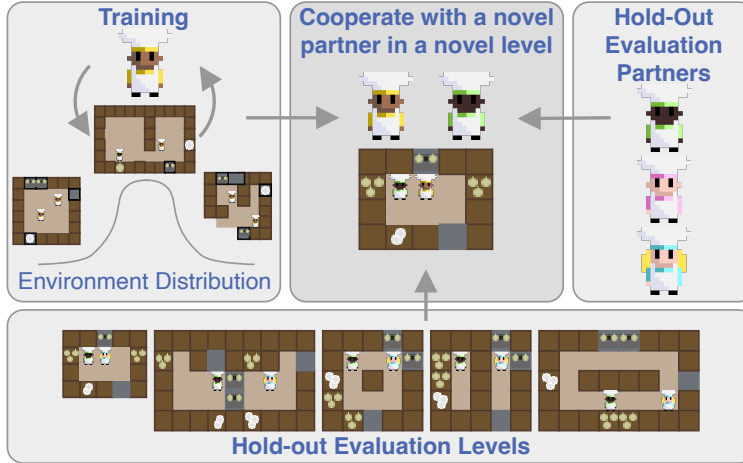 Training
Environment Distribution
Cooperate with a novel
partner in a novel level
Hold-Out
Evaluation
Partners
Hold-out Evaluation Levels